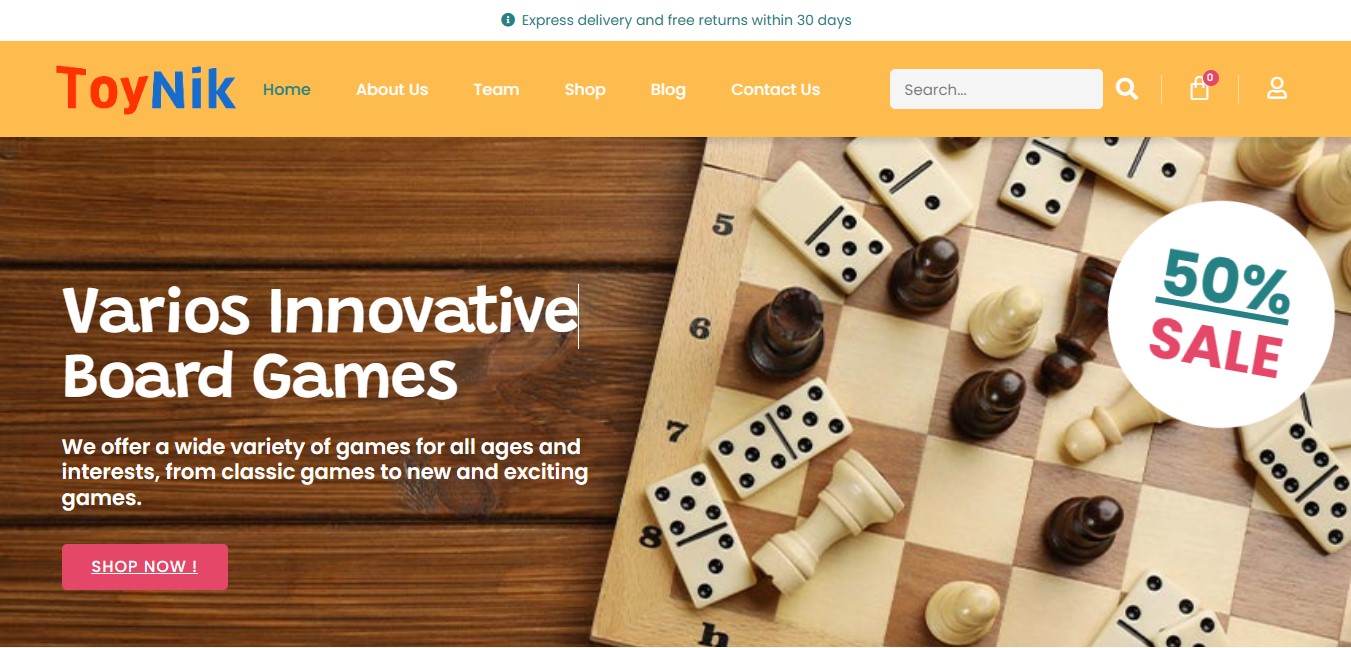 Express delivery and free returns within 30 days
ToyNik
Home About Us Team Shop Blog Contact Us
Search...
0
Varios Innovative
Board Games
We offer a wide variety of games for all ages and
interests, from classic games to new and exciting
games.
SHOP NOW !
50%
SALE
5
6
7
8
h